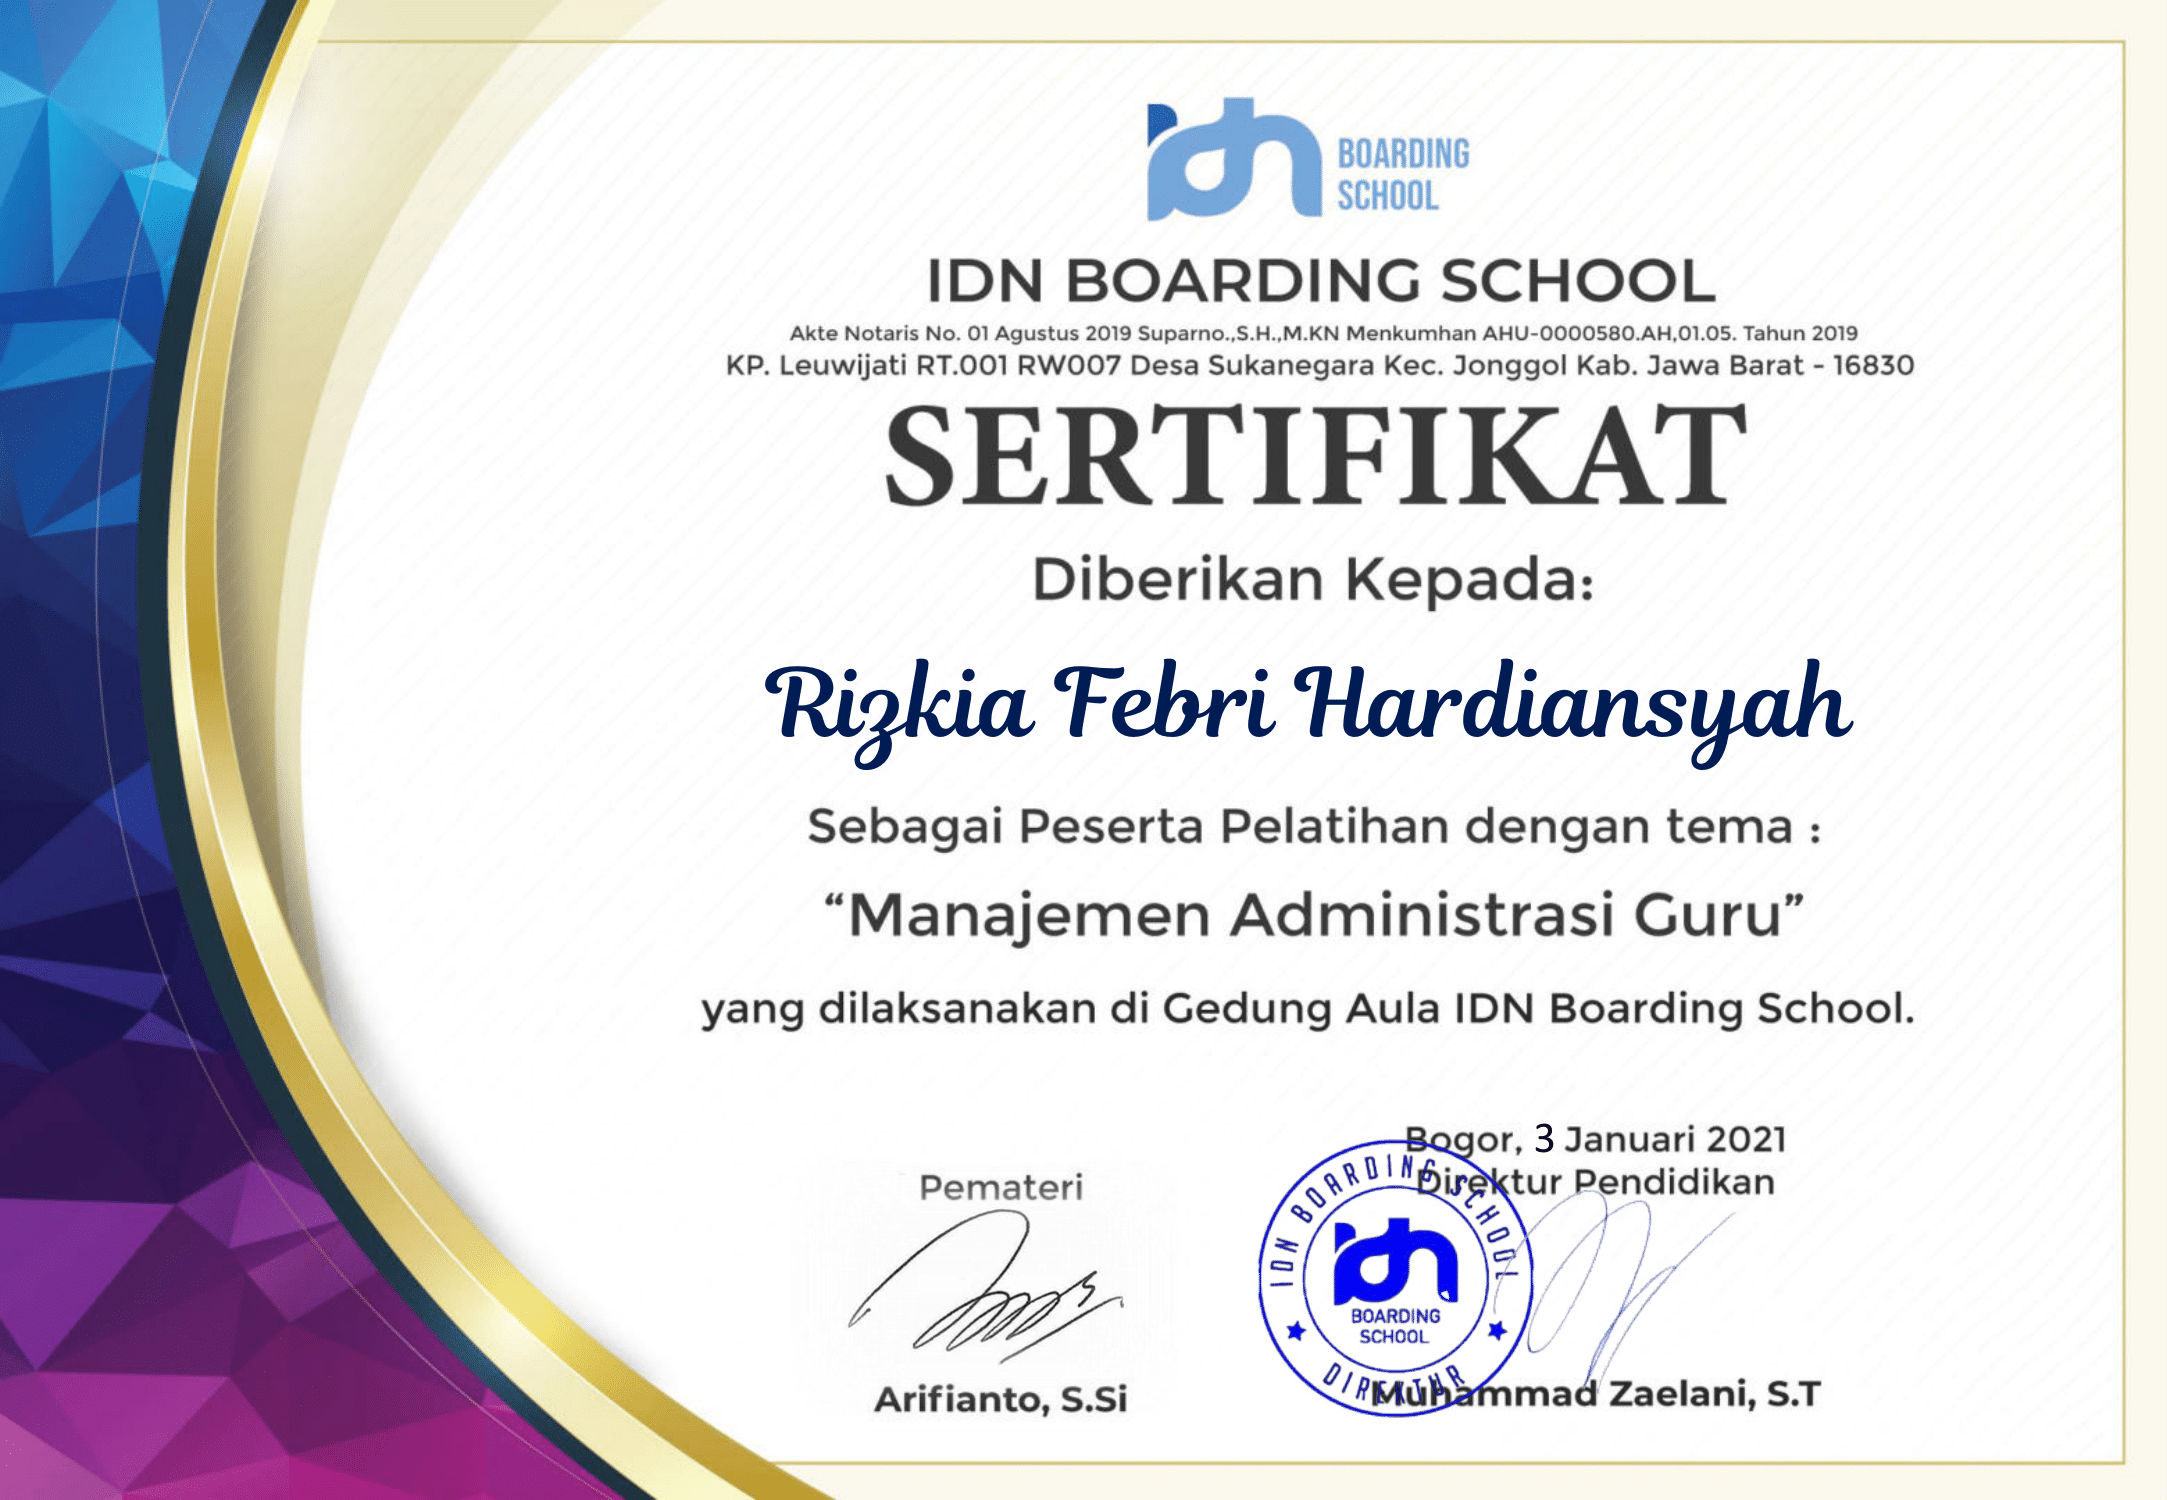 idn BOARDING
SCHOOL
IDN BOARDING SCHOOL
Akte Notaris No. 01 Agustus 2019 Suparno.,S.H.,M.KN Menkumhan AHU-0000580.AH,01.05. Tahun 2019
KP. Leuwijati RT.001 RW007 Desa Sukanegara Kec. Jonggol Kab. Jawa Barat - 16830
SERTIFIKAT
Diberikan Kepada:
Rizkia Febri Hardiansyah
Sebagai Peserta Pelatihan dengan tema :
“Manajemen Administrasi Guru”
yang dilaksanakan di Gedung Aula IDN Boarding School.
Bogor, 3 Januari 2021
Direktur Pendidikan
Pemateri
IDN BOARDING SCHOOL
idn
BOARDING
SCHOOL
DIREKTUR
Arifianto, S.Si
Muhammad Zaelani, S.T